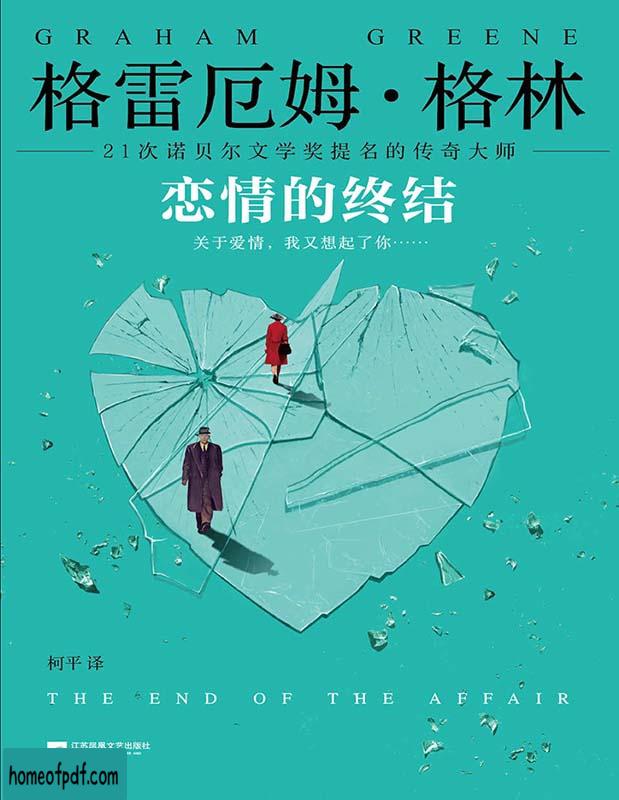 GRAHAM GREENE
格雷厄姆·格林
21次诺贝尔文学奖提名的传奇大师
恋情的终结
关于爱情，我又想起了你……
柯平 译
THE END OF THE AFFAIR
江苏凤凰文艺出版社
homeofpdf.com